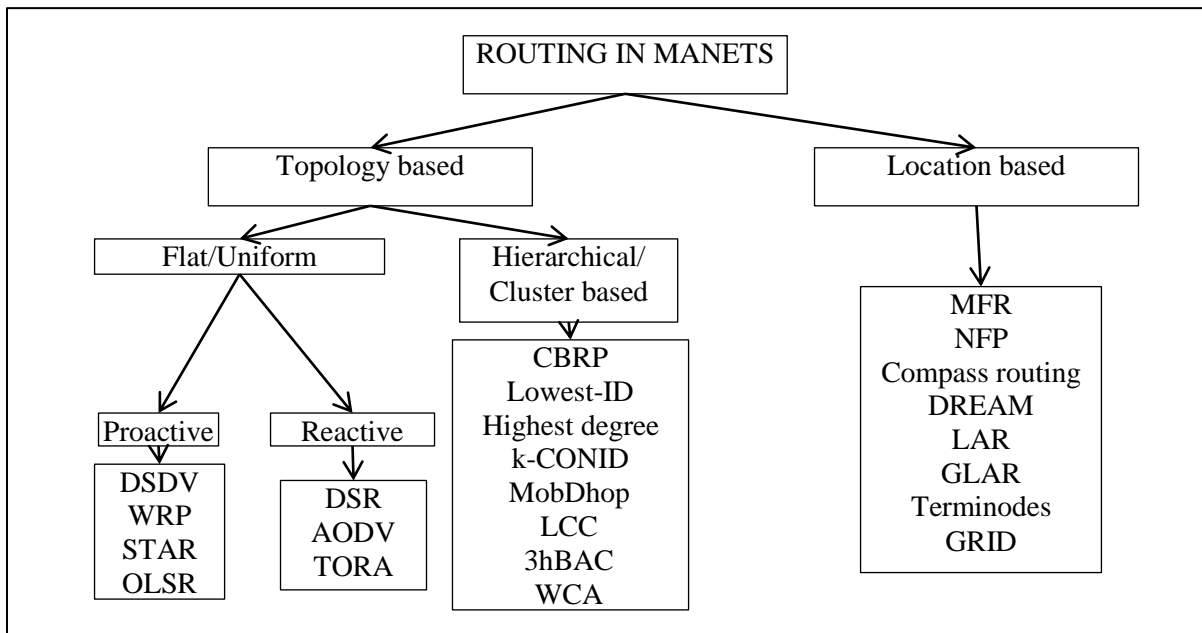 ROUTING IN MANETS
Topology based
Location based
Flat/Uniform
Hierarchical/
Cluster based
Proactive
Reactive
DSDV
WRP
STAR
OLSR
DSR
AODV
TORA
CBRP
Lowest-ID
Highest degree
k-CONID
MobDhop
LCC
3hBAC
WCA
MFR
NFP
Compass routing
DREAM
LAR
GLAR
Terminodes
GRID